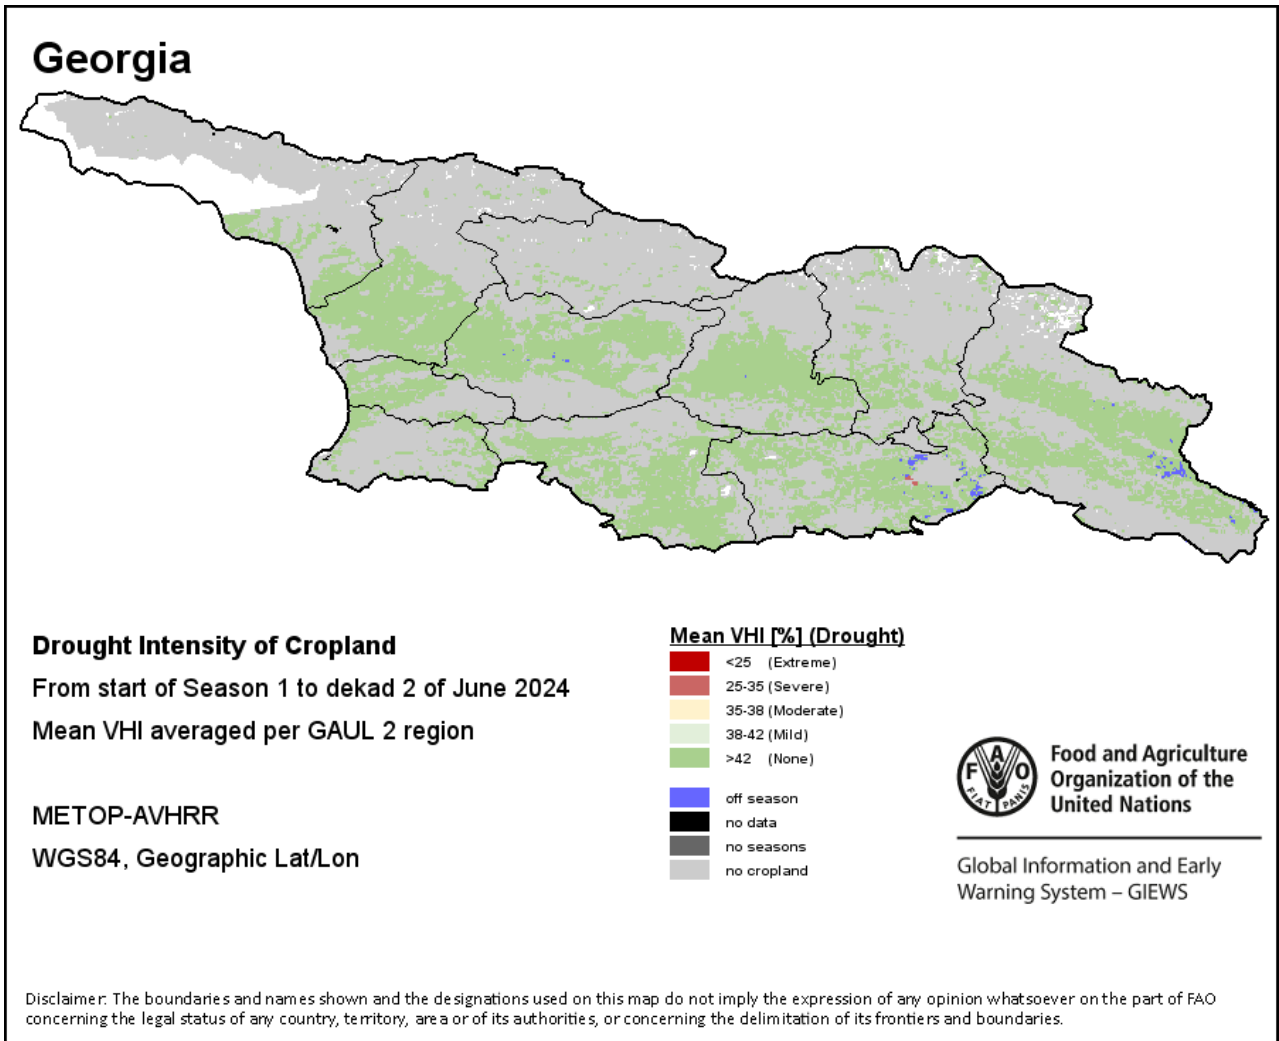 Georgia
Drought Intensity of Cropland
From start of Season 1 to dekad 2 of June 2024
Mean VHI averaged per GAUL 2 region
METOP-AVHRR
WGS84, Geographic Lat/Lon
Mean VHI [%] (Drought)
<25 (Extreme)
25-35 (Severe)
35-38 (Moderate)
38-42 (Mild)
>42 (None)
off season
no data
no seasons
no cropland
F A O
FIAT PANIS
Food and Agriculture
Organization of the
United Nations
Global Information and Early
Warning System – GIEWS
Disclaimer: The boundaries and names shown and the designations used on this map do not imply the expression of any opinion whatsoever on the part of FAO
concerning the legal status of any country, territory, area or of its authorities, or concerning the delimitation of its frontiers and boundaries.